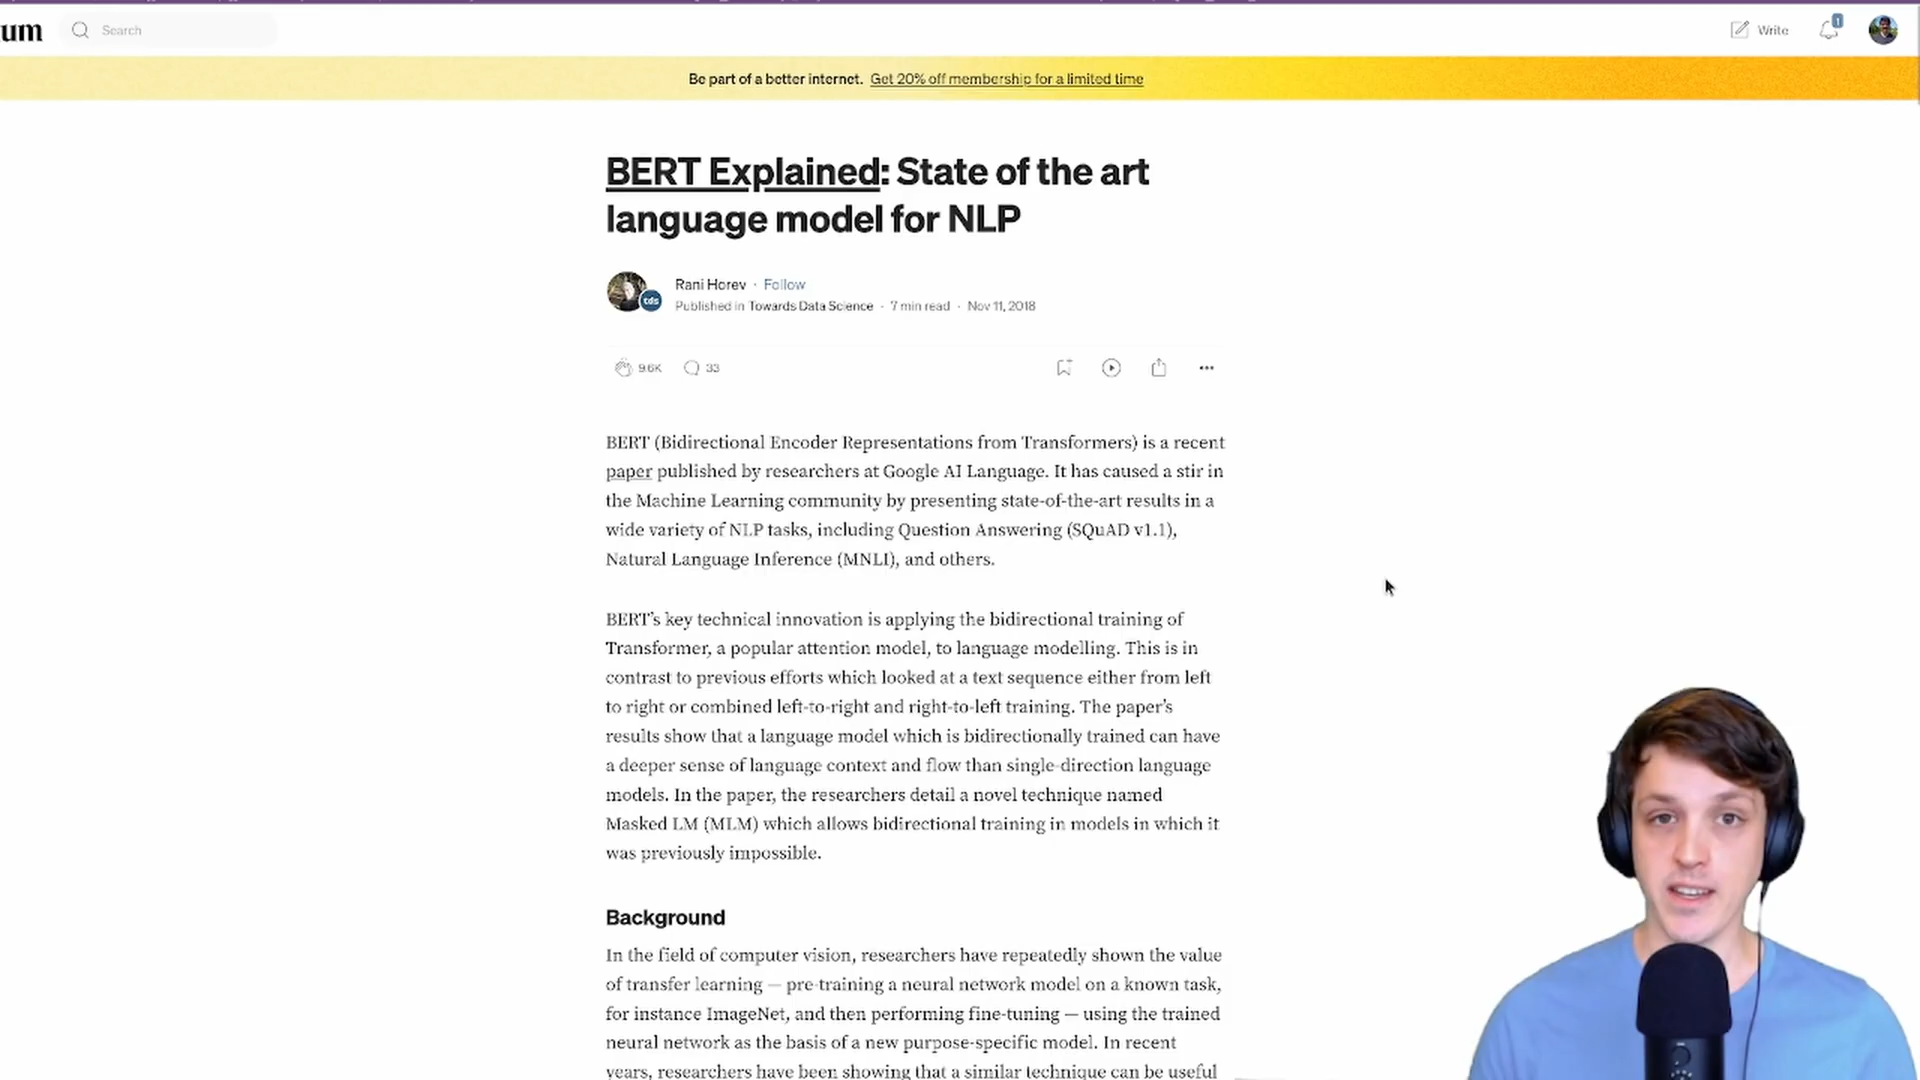 um
Search
Write
1
Be part of a better internet. Get 20% off membership for a limited time
BERT Explained: State of the art
language model for NLP
Rani Horev · Follow
tds
Published in Towards Data Science · 7 min read · Nov 11, 2018
9.6K
33
BERT (Bidirectional Encoder Representations from Transformers) is a recent
paper published by researchers at Google AI Language. It has caused a stir in
the Machine Learning community by presenting state-of-the-art results in a
wide variety of NLP tasks, including Question Answering (SQuAD v1.1),
Natural Language Inference (MNLI), and others.
BERT’s key technical innovation is applying the bidirectional training of
Transformer, a popular attention model, to language modelling. This is in
contrast to previous efforts which looked at a text sequence either from left
to right or combined left-to-right and right-to-left training. The paper’s
results show that a language model which is bidirectionally trained can have
a deeper sense of language context and flow than single-direction language
models. In the paper, the researchers detail a novel technique named
Masked LM (MLM) which allows bidirectional training in models in which it
was previously impossible.
Background
In the field of computer vision, researchers have repeatedly shown the value
of transfer learning — pre-training a neural network model on a known task,
for instance ImageNet, and then performing fine-tuning — using the trained
neural network as the basis of a new purpose-specific model. In recent
years, researchers have been showing that a similar technique can be useful